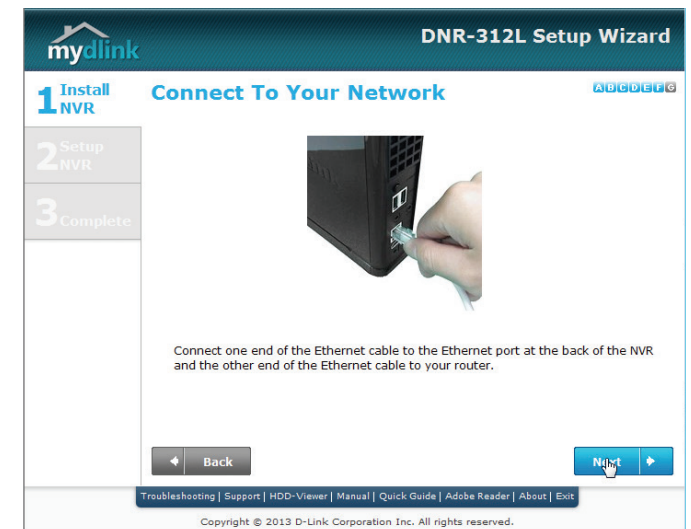 mydlink
DNR-312L Setup Wizard
1 Install
NVR
Connect To Your Network
A B C D E F G
2 Setup
NVR
3 Complete
Connect one end of the Ethernet cable to the Ethernet port at the back of the NVR
and the other end of the Ethernet cable to your router.
Back
Next
Troubleshooting | Support | HDD-Viewer | Manual | Quick Guide | Adobe Reader | About | Exit
Copyright © 2013 D-Link Corporation Inc. All rights reserved.